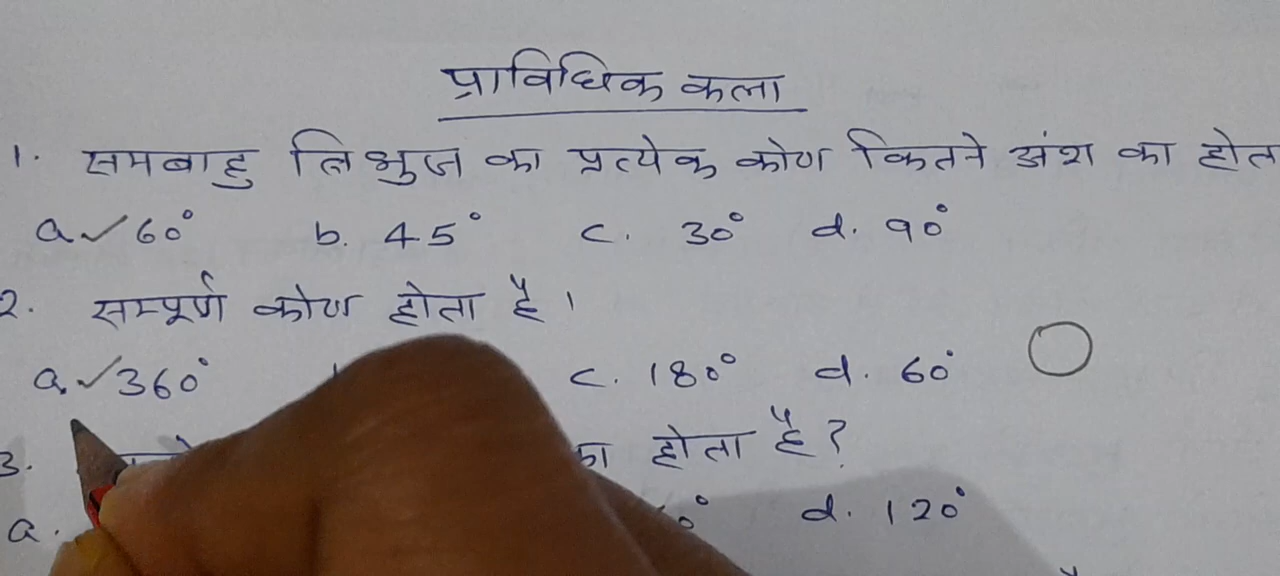 प्राविधिक कला
1. समबाहु त्रिभुज का प्रत्येक कोण कितने अंश का होत
a. 60° b. 45° c. 30° d. 90°
2. सम्पूर्ण कोण होता है।
a. 360° c. 180° d. 60°
3. का होता है?
a. d. 120°